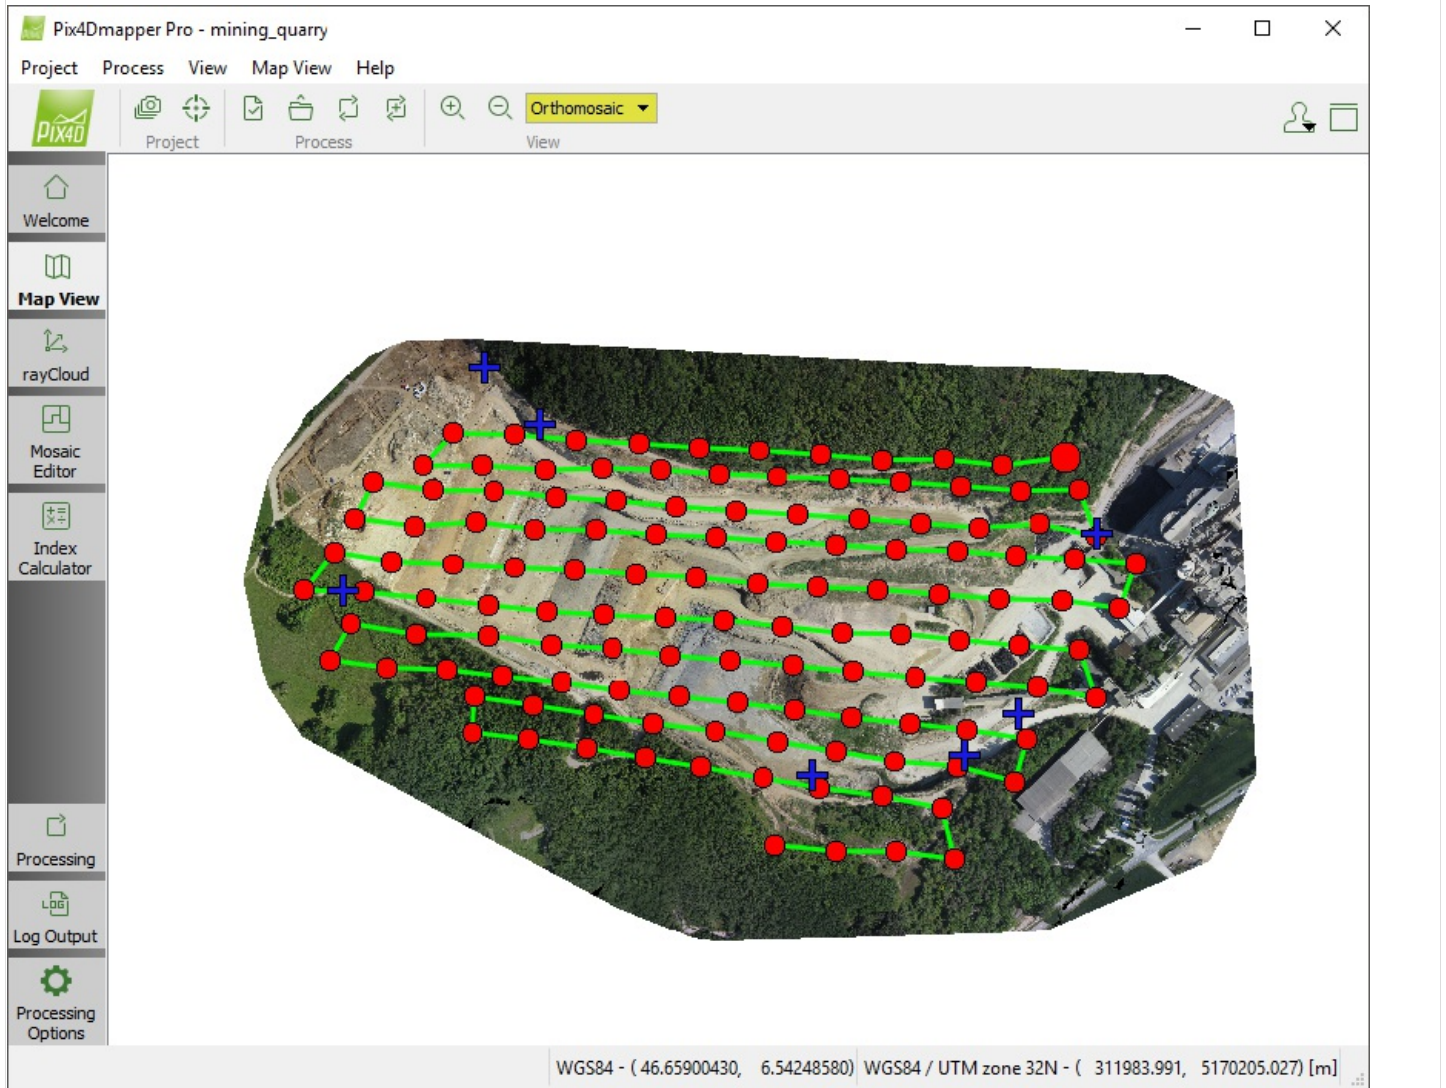 Pix4Dmapper Pro - mining_quarry
Project Process View Map View Help
PIX4D
Orthomosaic
Project Process View
Welcome
Map View
rayCloud
Mosaic
Editor
Index
Calculator
Processing
LOG
Log Output
Processing
Options
WGS84 - ( 46.65900430, 6.54248580) WGS84 / UTM zone 32N - ( 311983.991, 5170205.027) [m]